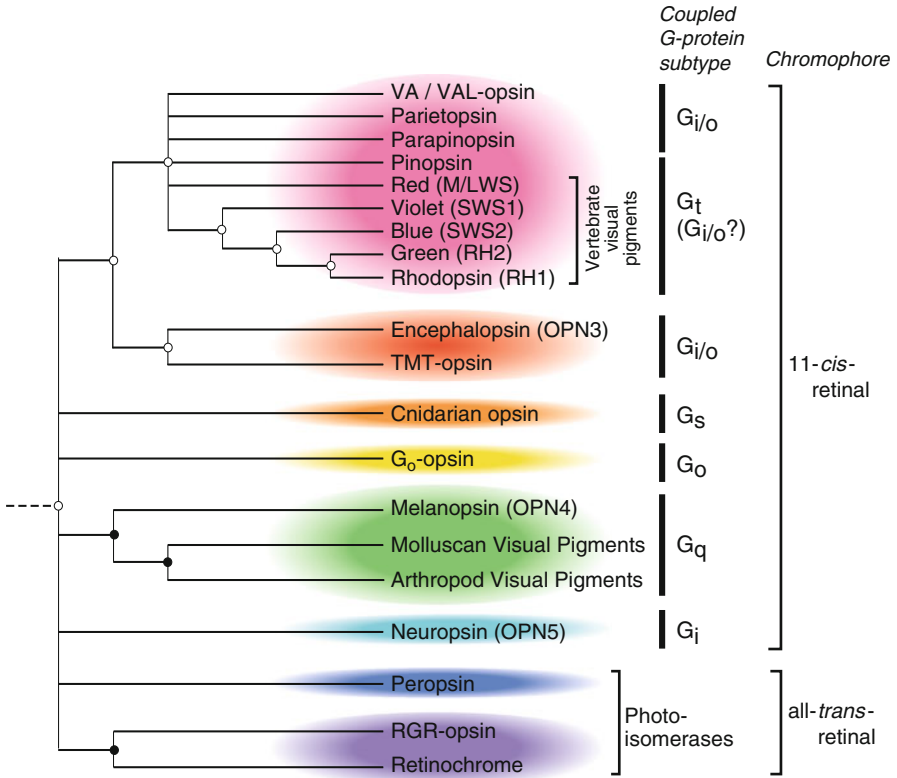 Coupled
G-protein
subtype
Chromophore
VA / VAL-opsin
Parietopsin
Parapinopsin
Pinopsin
Red (M/LWS)
Violet (SWS1)
Blue (SWS2)
Green (RH2)
Rhodopsin (RH1)
Vertebrate
visual
pigments
Gi/o
Gt
(Gi/o?)
Encephalopsin (OPN3)
TMT-opsin
Gi/o
11-cis-
retinal
Cnidarian opsin
Gs
Go-opsin
Go
Melanopsin (OPN4)
Molluscan Visual Pigments
Arthropod Visual Pigments
Gq
Neuropsin (OPN5)
Gi
Peropsin
RGR-opsin
Retinochrome
Photo-
isomerases
all-trans-
retinal